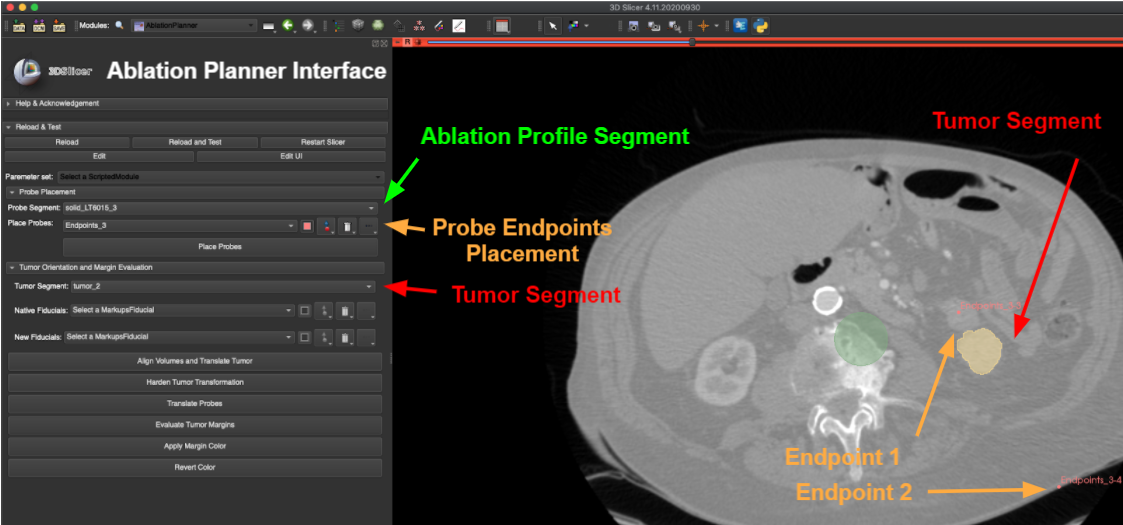 3D Slicer 4.11.20200930
DATA
DCM
SAVE
Modules:
AblationPlanner
R
3DSlicer
Ablation Planner Interface
Help & Acknowledgement
Reload & Test
Reload
Reload and Test
Restart Slicer
Edit
Edit UI
Paremeter set: Select a ScriptedModule
Probe Placement
Probe Segment: solid_LT6015_3
Place Probes: Endpoints_3
Place Probes
Tumor Orientation and Margin Evaluation
Tumor Segment: tumor_2
Native Fiducials: Select a MarkupsFiducial
New Fiducials: Select a MarkupsFiducial
Align Volumes and Translate Tumor
Harden Tumor Transformation
Translate Probes
Evaluate Tumor Margins
Apply Margin Color
Revert Color
Ablation Profile Segment
Probe Endpoints
Placement
Tumor Segment
Tumor Segment
Endpoint 1
Endpoint 2
Endpoints_3-4